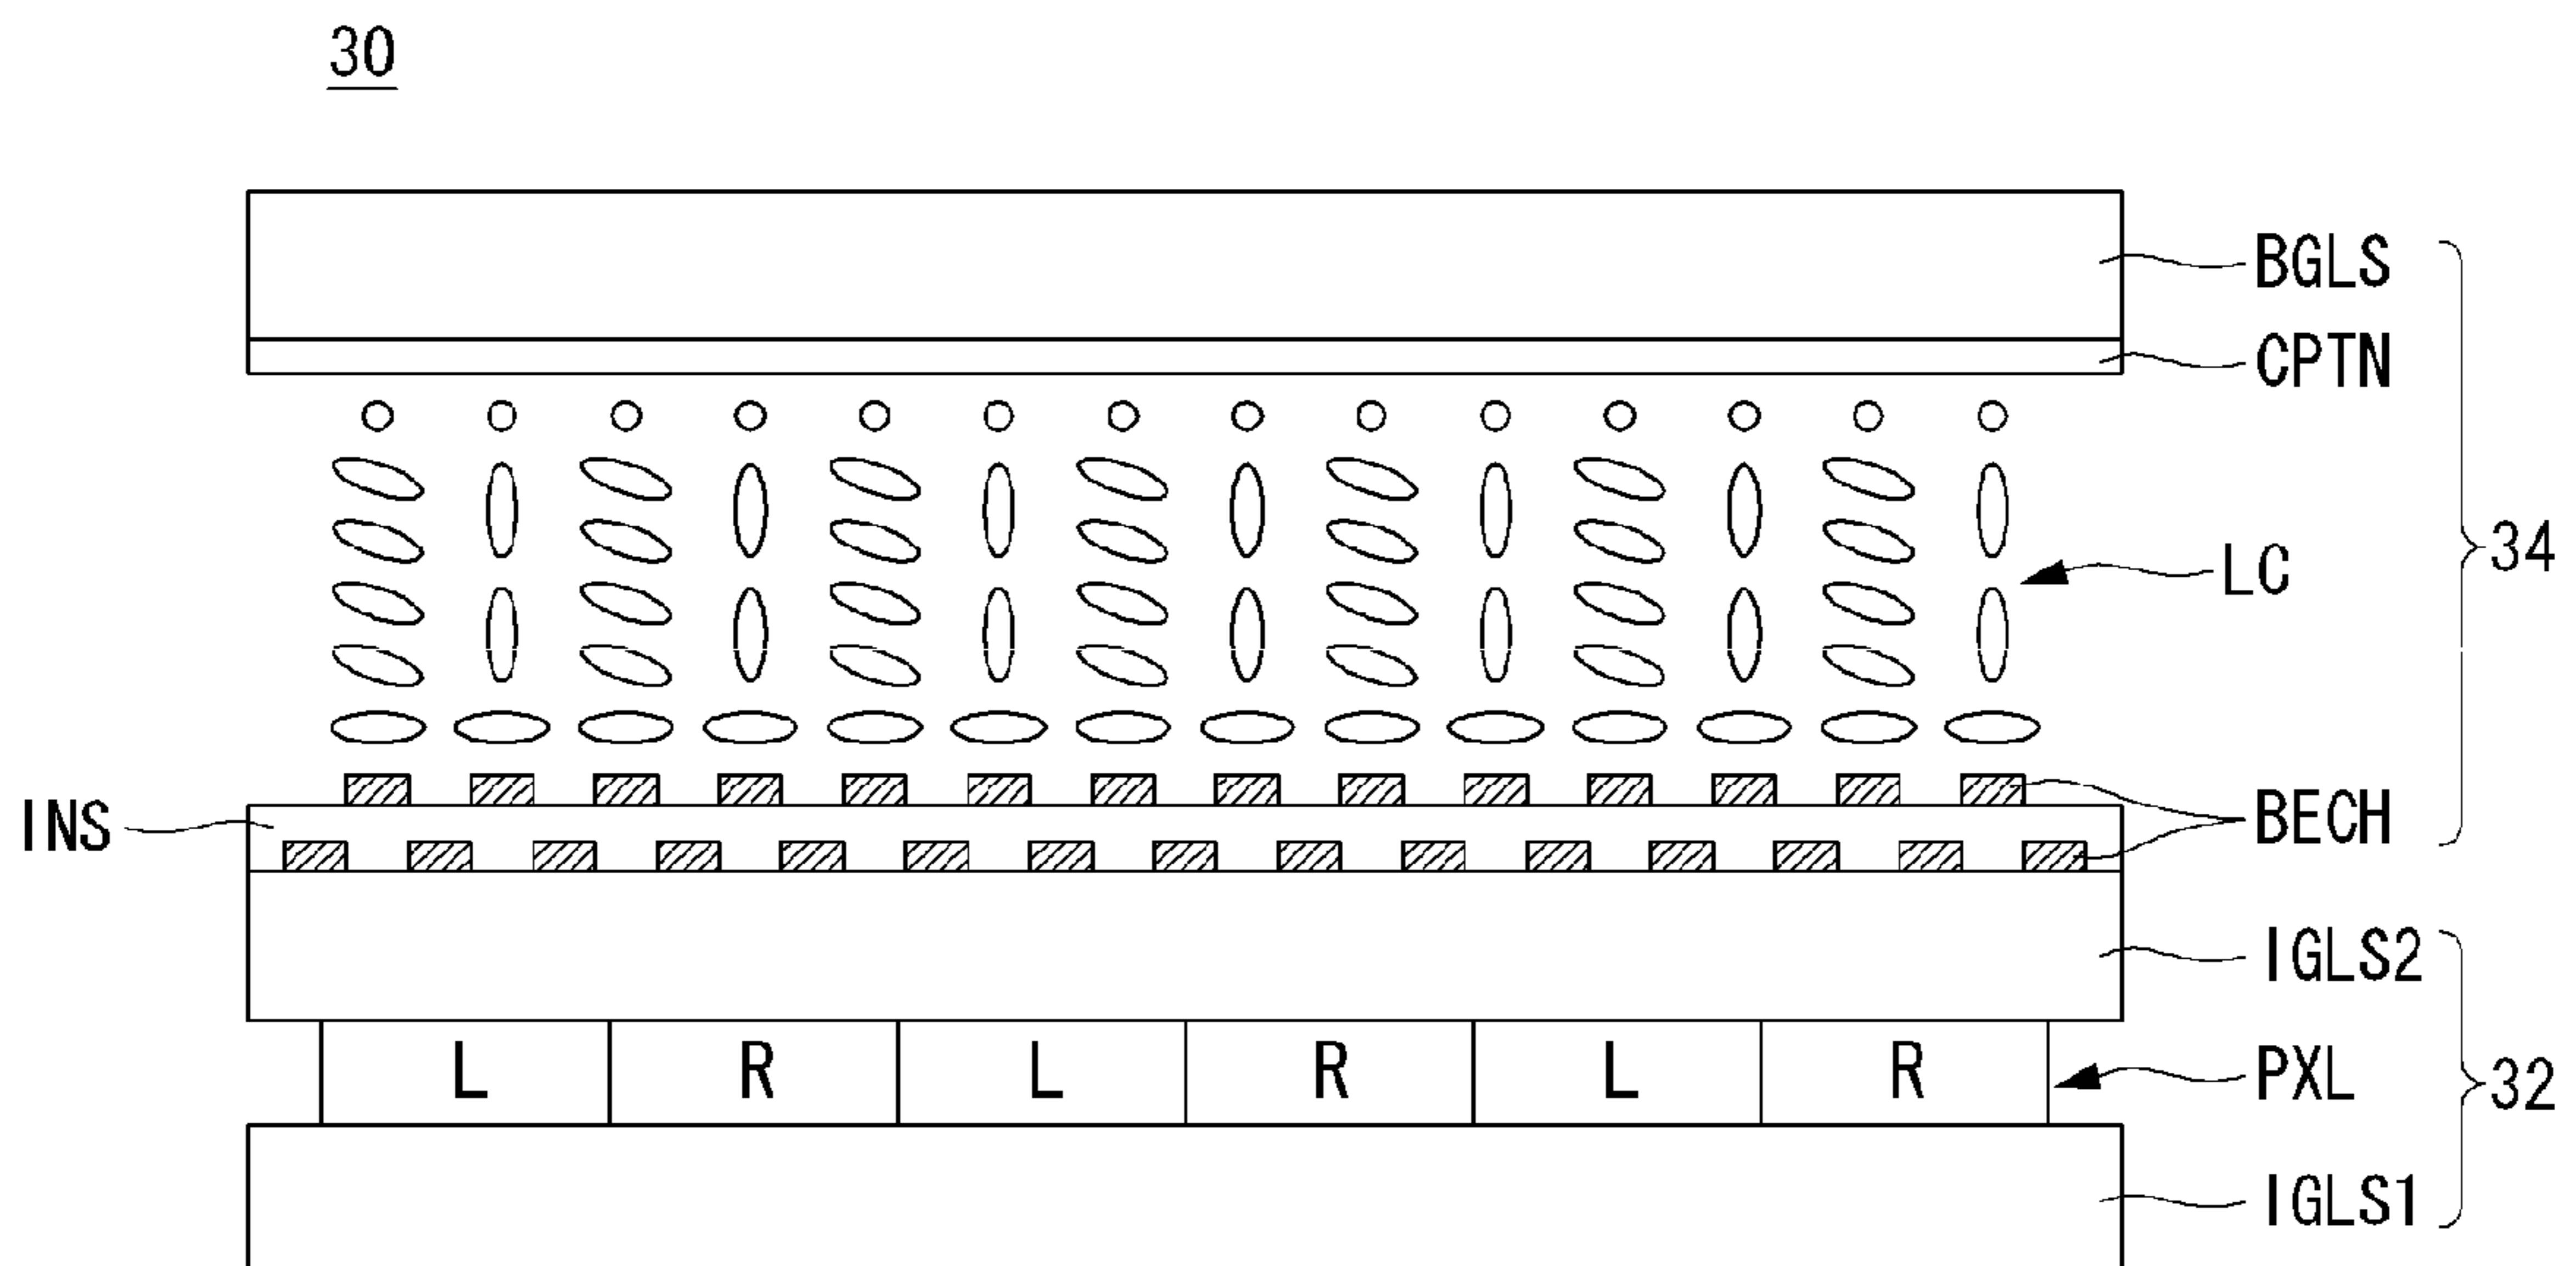 30
BGLS
CPTN
34
LC
INS
BECH
IGLS2
L R L R L R
PXL
32
IGLS1